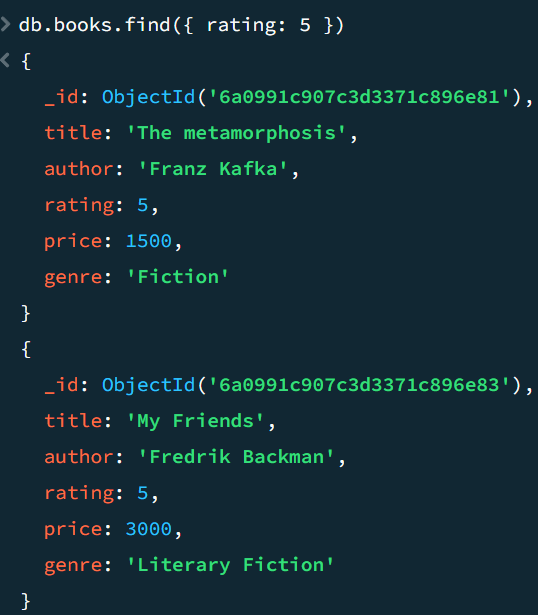 > db.books.find({ rating: 5 })
< {
_id: ObjectId('6a0991c907c3d3371c896e81'),
title: 'The metamorphosis',
author: 'Franz Kafka',
rating: 5,
price: 1500,
genre: 'Fiction'
}
{
_id: ObjectId('6a0991c907c3d3371c896e83'),
title: 'My Friends',
author: 'Fredrik Backman',
rating: 5,
price: 3000,
genre: 'Literary Fiction'
}